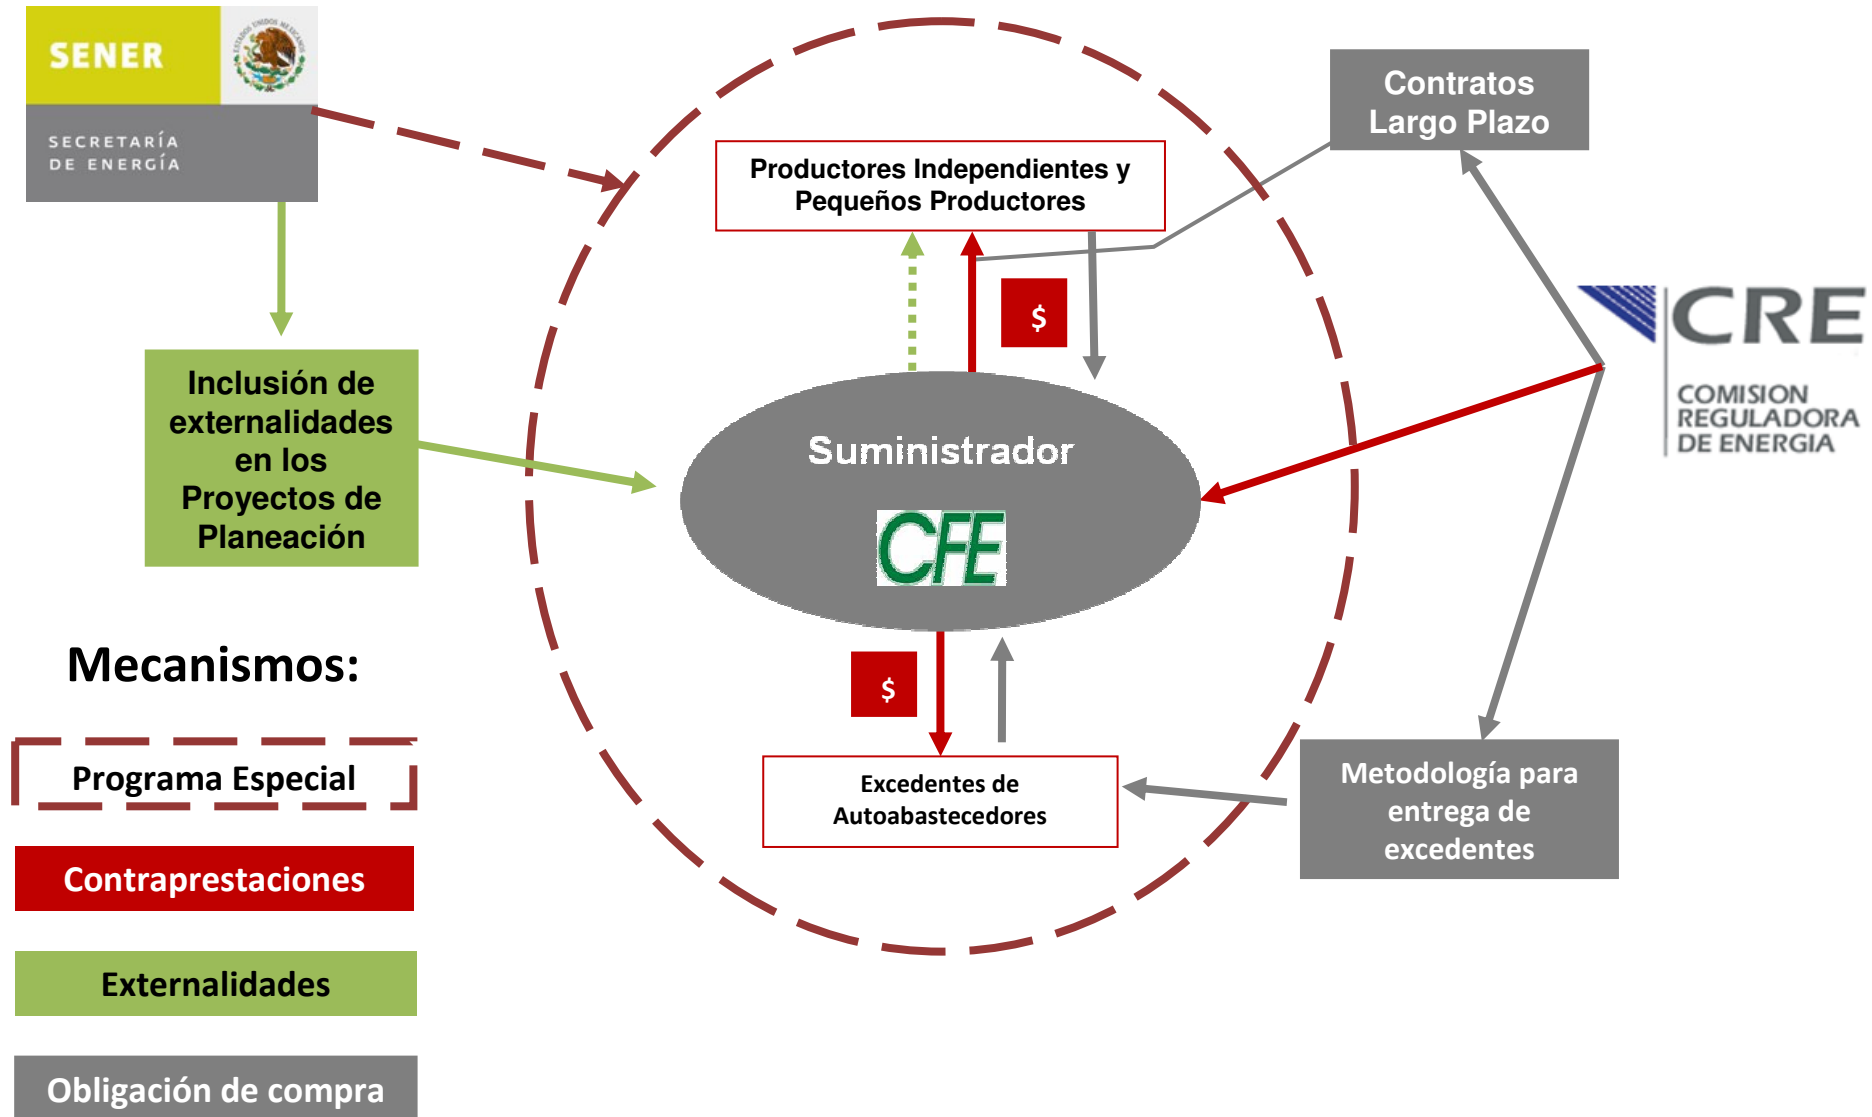 SENER
SECRETARÍA
DE ENERGÍA
Contratos
Largo Plazo
Productores Independientes y
Pequeños Productores
$
CRE
COMISION
REGULADORA
DE ENERGIA
Inclusión de
externalidades
en los
Proyectos de
Planeación
Suministrador
CFE
$
Mecanismos:
Programa Especial
Contraprestaciones
Externalidades
Obligación de compra
Excedentes de
Autoabastecedores
Metodología para
entrega de
excedentes